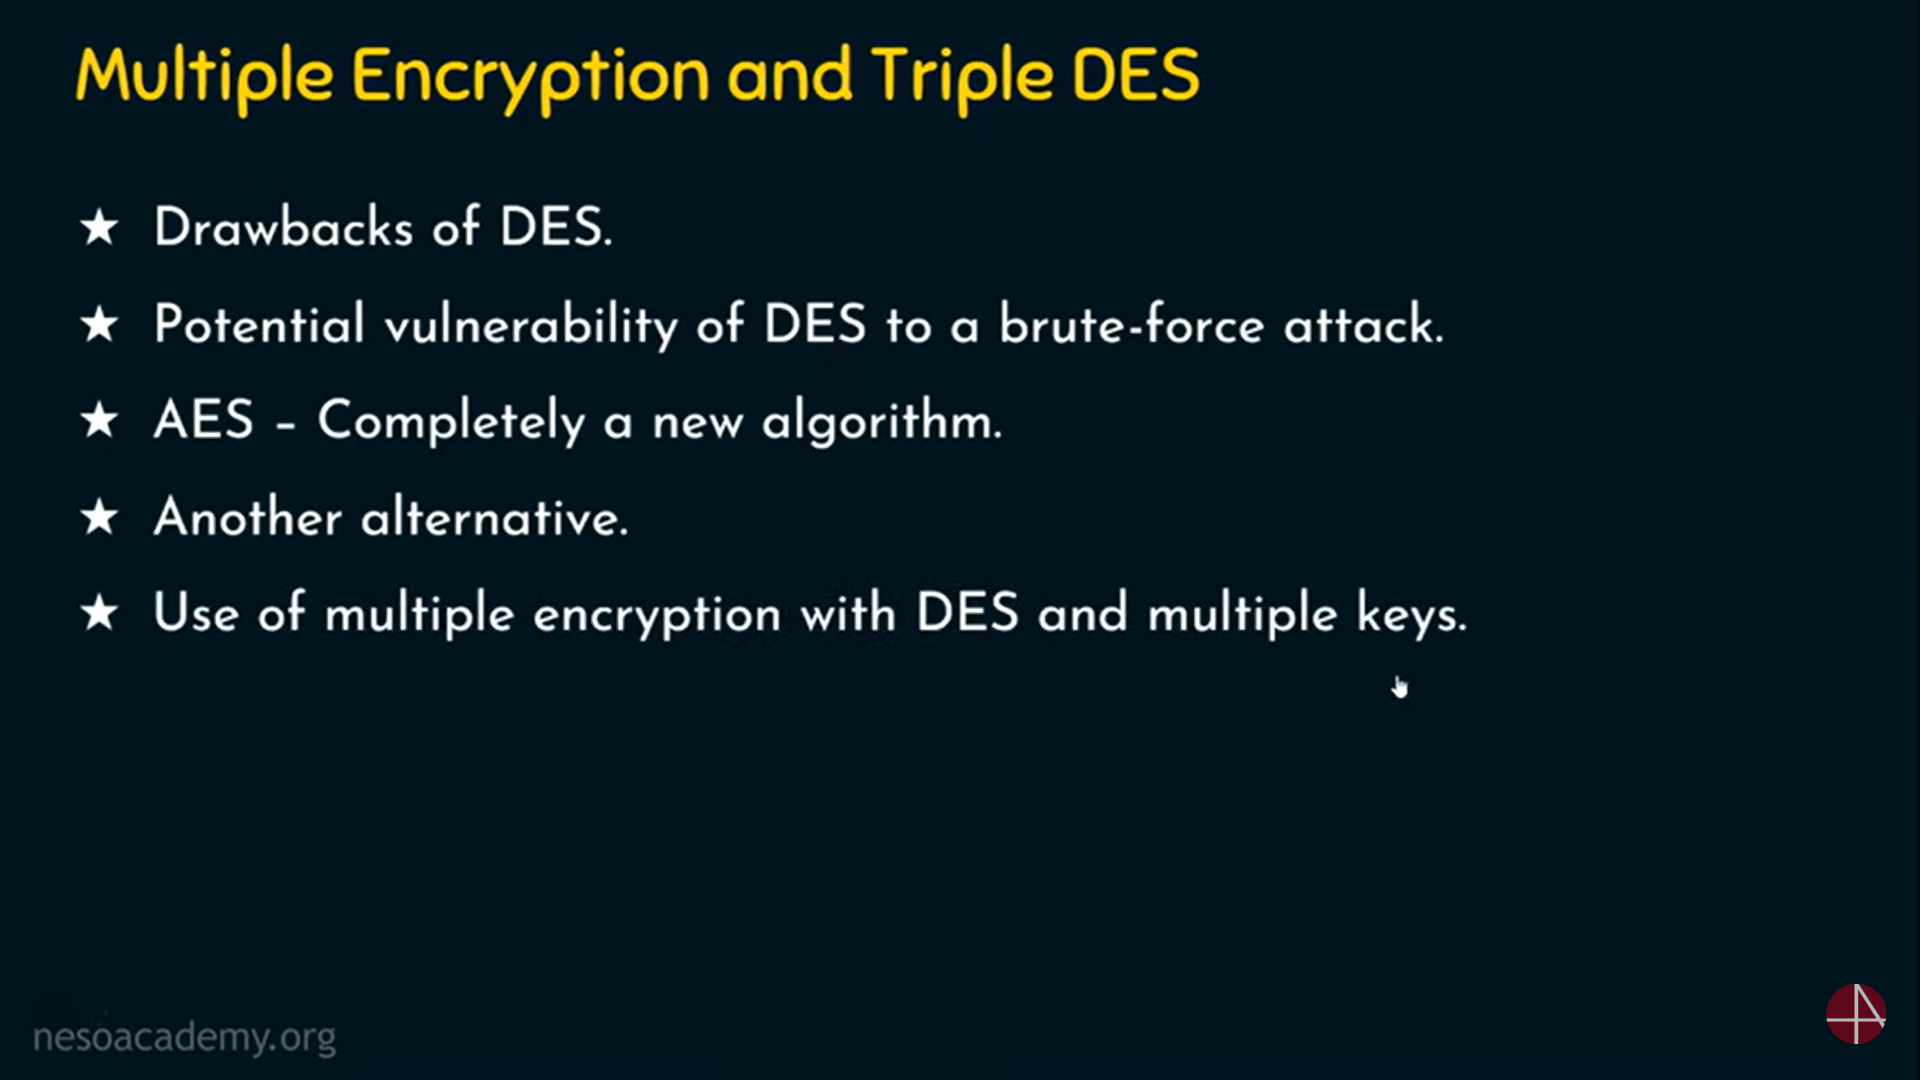 Multiple Encryption and Triple DES
★ Drawbacks of DES.
★ Potential vulnerability of DES to a brute-force attack.
★ AES – Completely a new algorithm.
★ Another alternative.
★ Use of multiple encryption with DES and multiple keys.
nesoacademy.org